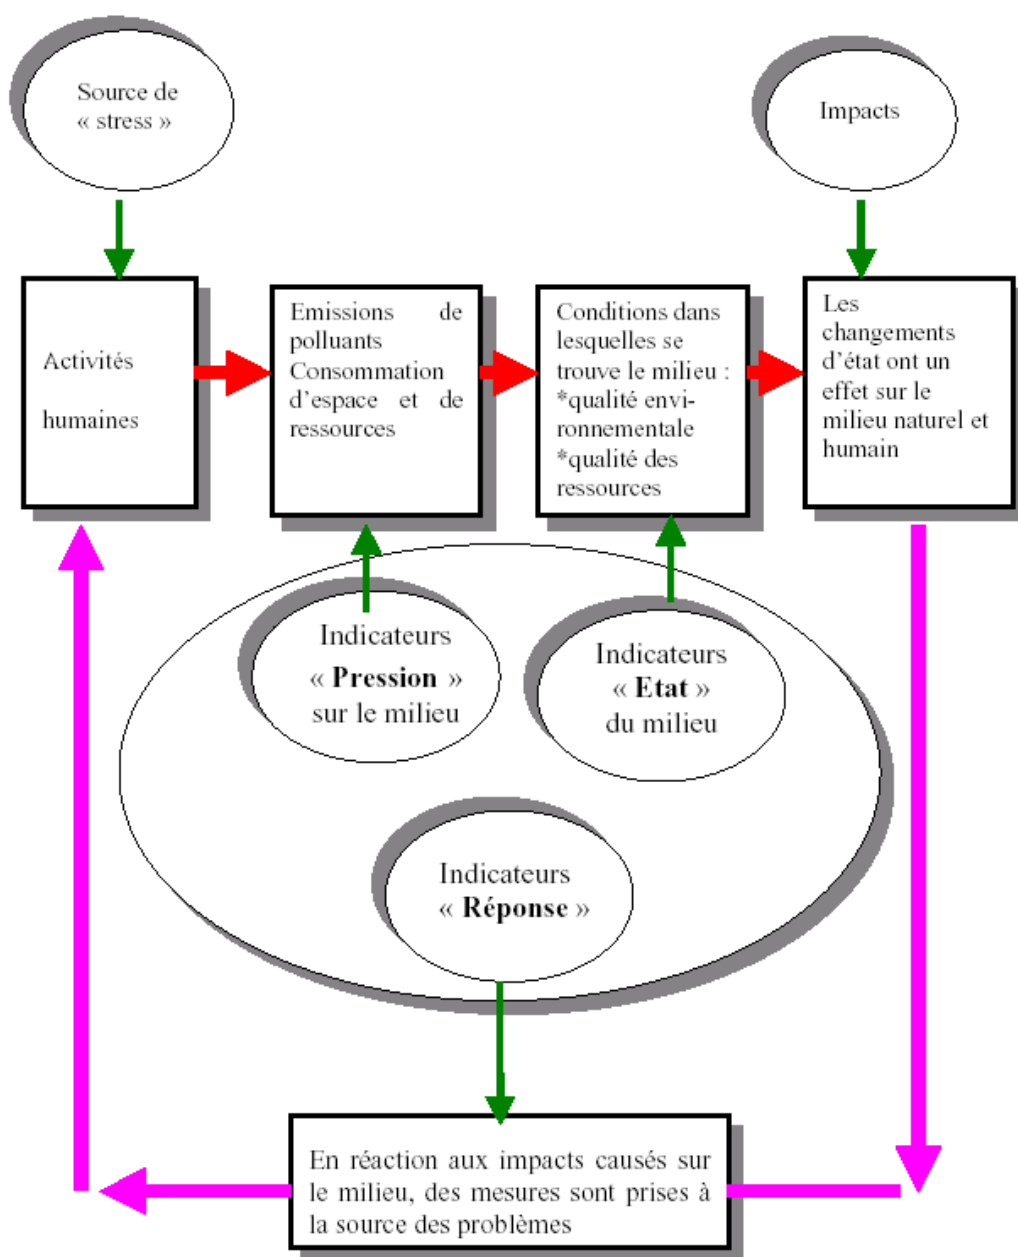 Source de
« stress »
Impacts
Activités
humaines
Emissions de
polluants
Consommation
d'espace et de
ressources
Conditions dans
lesquelles se
trouve le milieu :
*qualité envi-
ronnementale
*qualité des
ressources
Les
changements
d'état ont un
effet sur le
milieu naturel et
humain
Indicateurs
« Pression »
sur le milieu
Indicateurs
« Etat »
du milieu
Indicateurs
« Réponse »
En réaction aux impacts causés sur
le milieu, des mesures sont prises à
la source des problèmes